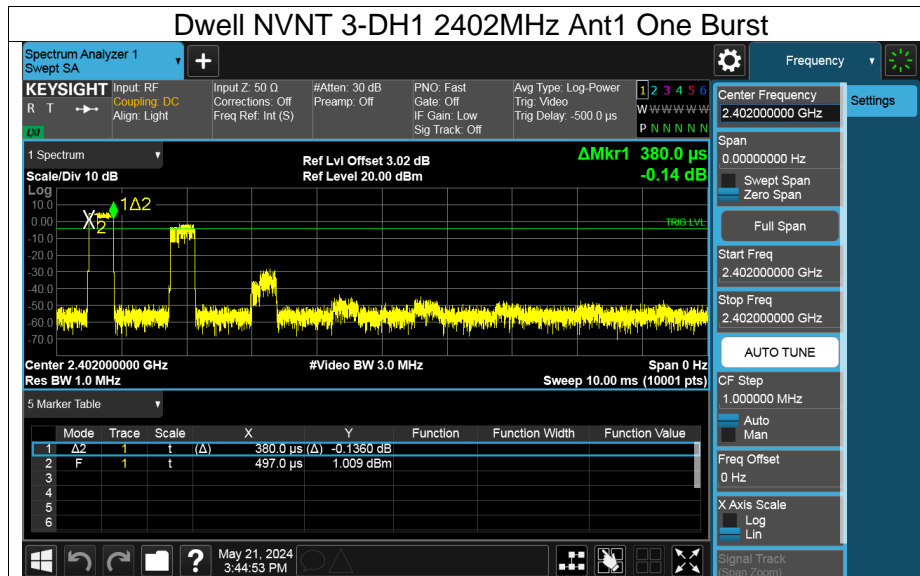 Dwell NVNT 3-DH1 2402MHz Ant1 One Burst
Spectrum Analyzer 1
Swept SA
+
Frequency
KEYSIGHT
R T
LXI
Input: RF
Coupling: DC
Align: Light
Input Z: 50 Ω
Corrections: Off
Freq Ref: Int (S)
#Atten: 30 dB
Preamp: Off
PNO: Fast
Gate: Off
IF Gain: Low
Sig Track: Off
Avg Type: Log-Power
Trig: Video
Trig Delay: -500.0 µs
1 2 3 4 5 6
W W W W W W
P N N N N N
1 Spectrum
Scale/Div 10 dB
Ref Lvl Offset 3.02 dB
Ref Level 20.00 dBm
ΔMkr1 380.0 µs
-0.14 dB
Log
10.0
0.00
-10.0
-20.0
-30.0
-40.0
-50.0
-60.0
-70.0
1Δ2
X2
TRIG LVL
Center 2.402000000 GHz
#Video BW 3.0 MHz
Span 0 Hz
Res BW 1.0 MHz
Sweep 10.00 ms (10001 pts)
5 Marker Table
Mode Trace Scale X Y Function Function Width Function Value
1 Δ2 1 t (Δ) 380.0 µs (Δ) -0.1360 dB
2 F 1 t 497.0 µs 1.009 dBm
3
4
5
6
?
May 21, 2024
3:44:53 PM
Center Frequency
2.402000000 GHz
Span
0.00000000 Hz
Swept Span
Zero Span
Full Span
Start Freq
2.402000000 GHz
Stop Freq
2.402000000 GHz
AUTO TUNE
CF Step
1.000000 MHz
Auto
Man
Freq Offset
0 Hz
X Axis Scale
Log
Lin
Signal Track
(Span Zoom)
Settings